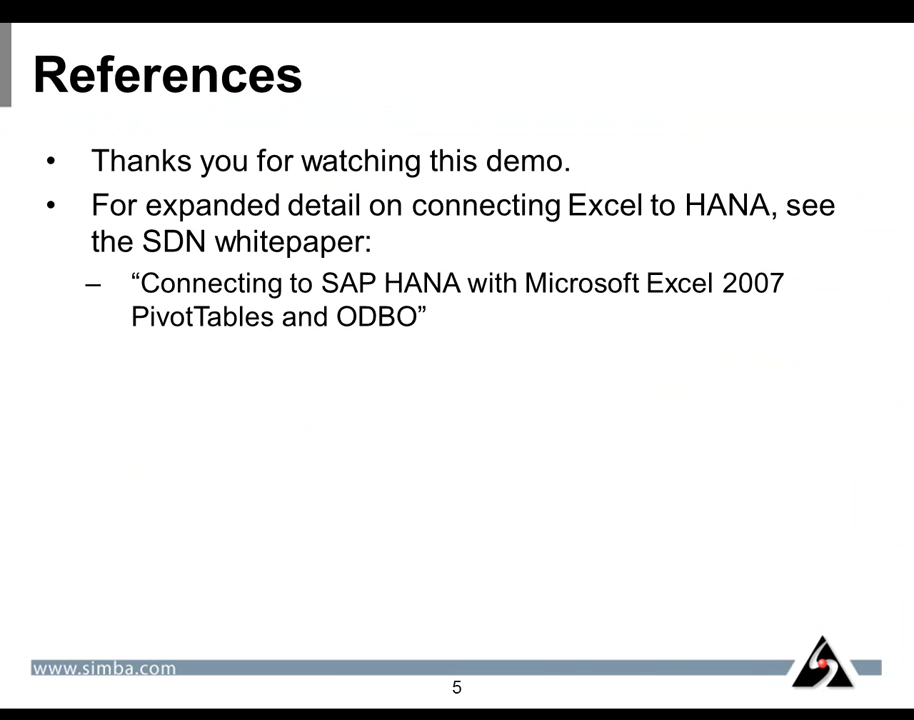 References
• Thanks you for watching this demo.
• For expanded detail on connecting Excel to HANA, see
the SDN whitepaper:
– “Connecting to SAP HANA with Microsoft Excel 2007
PivotTables and ODBO”
www.simba.com
5